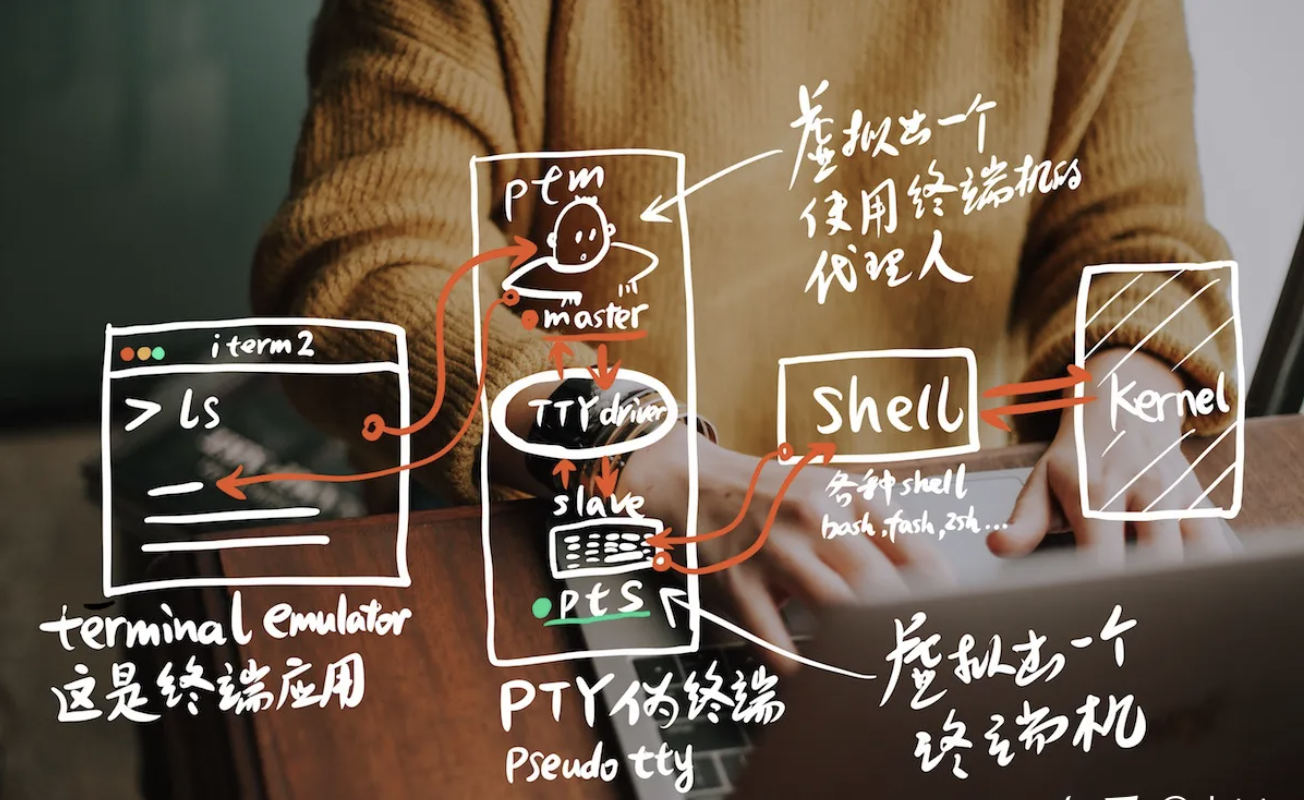 虚拟出一个
使用终端机的
代理人
ptm
master
iterm2
> ls
TTY driver
slave
pts
shell
各种shell
bash.fash,zsh...
kernel
terminal emulator
这是终端应用
PTY伪终端
Pseudo tty
虚拟出一个
终端机